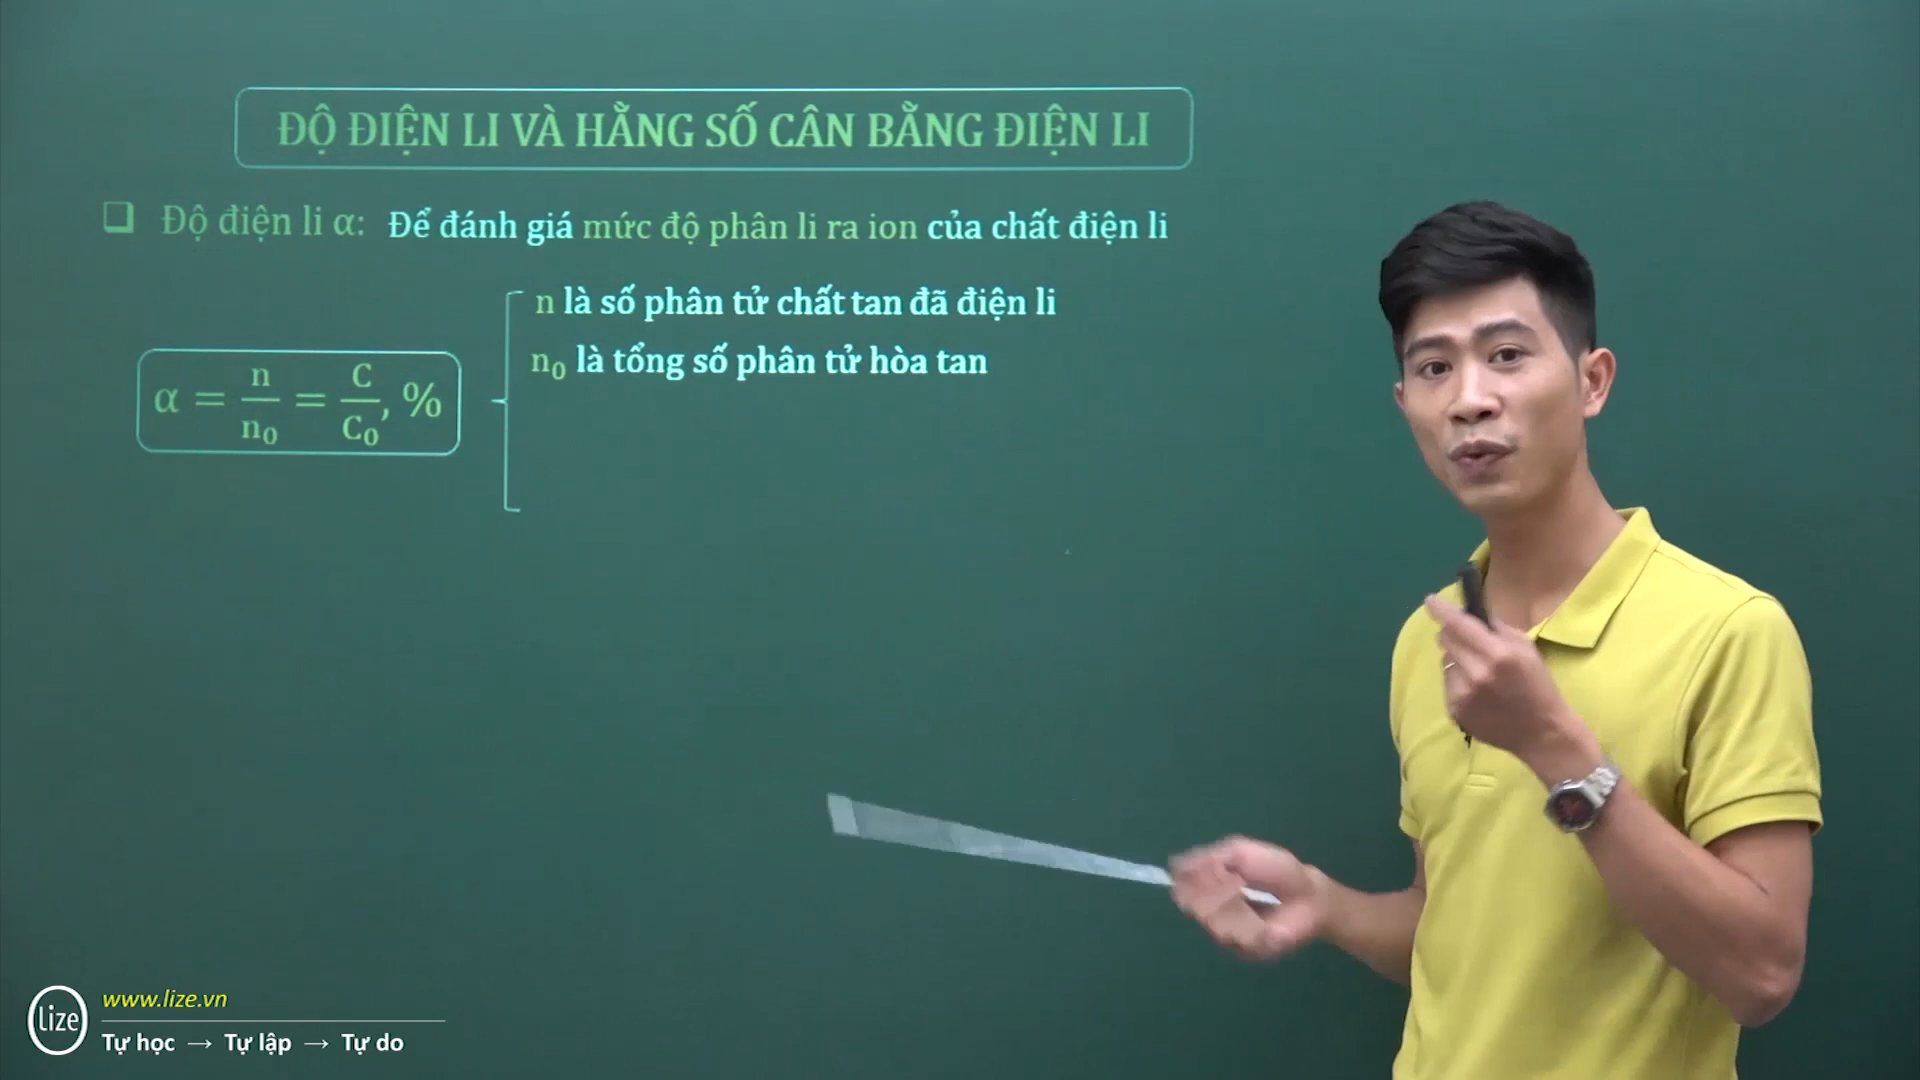 ĐỘ ĐIỆN LI VÀ HẰNG SỐ CÂN BẰNG ĐIỆN LI
❑ Độ điện li α: Để đánh giá mức độ phân li ra ion của chất điện li
n là số phân tử chất tan đã điện li
n₀ là tổng số phân tử hòa tan
α = n/n₀ = C/C₀, %
lize
www.lize.vn
Tự học → Tự lập → Tự do